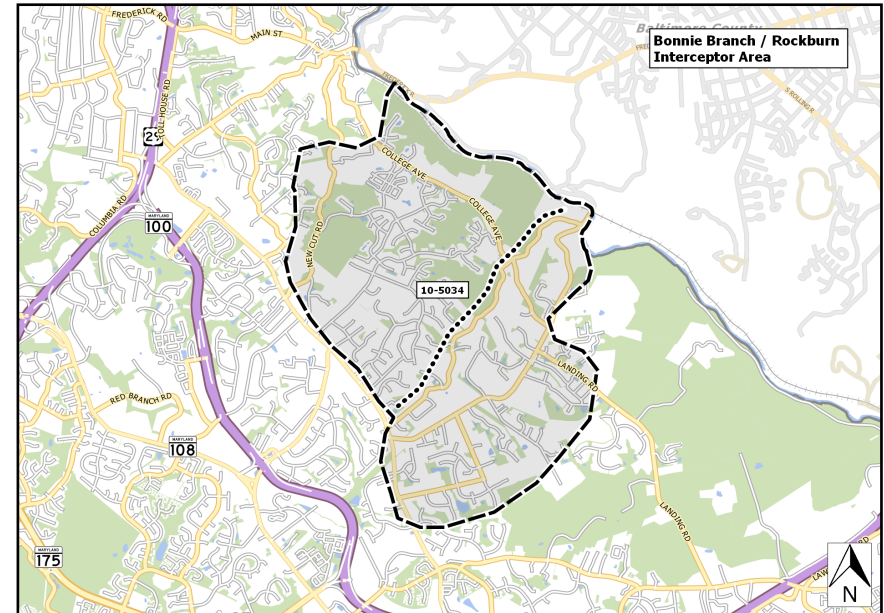 FREDERICK RD
MAIN ST
Baltimore County
Bonnie Branch / Rockburn
Interceptor Area
TOLL HOUSE RD
29
COLLEGE AVE
COLLEGE AVE
COLUMBIA RD
MARYLAND
100
NEW CUT RD
10-5034
LANDING RD
RED BRANCH RD
MARYLAND
108
LANDING RD
MARYLAND
175
N